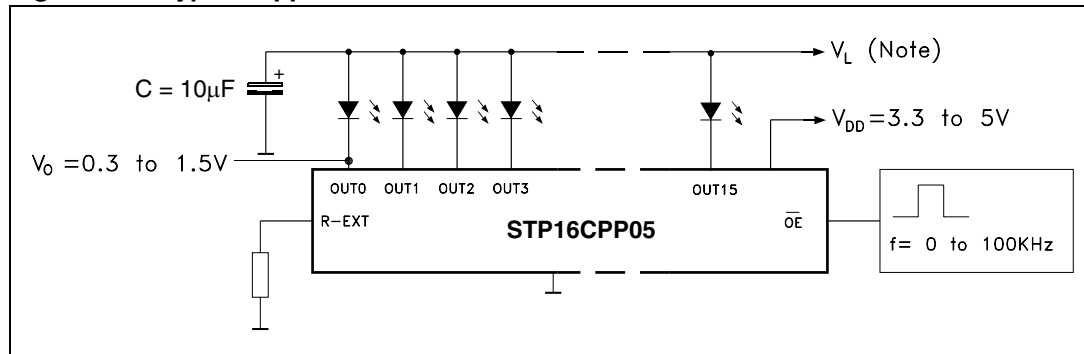 V_L (Note)
C = 10μF
+
V_DD =3.3 to 5V
V_O =0.3 to 1.5V
OUT0 OUT1 OUT2 OUT3 OUT15
R-EXT
STP16CPP05
O̅E̅
f= 0 to 100KHz